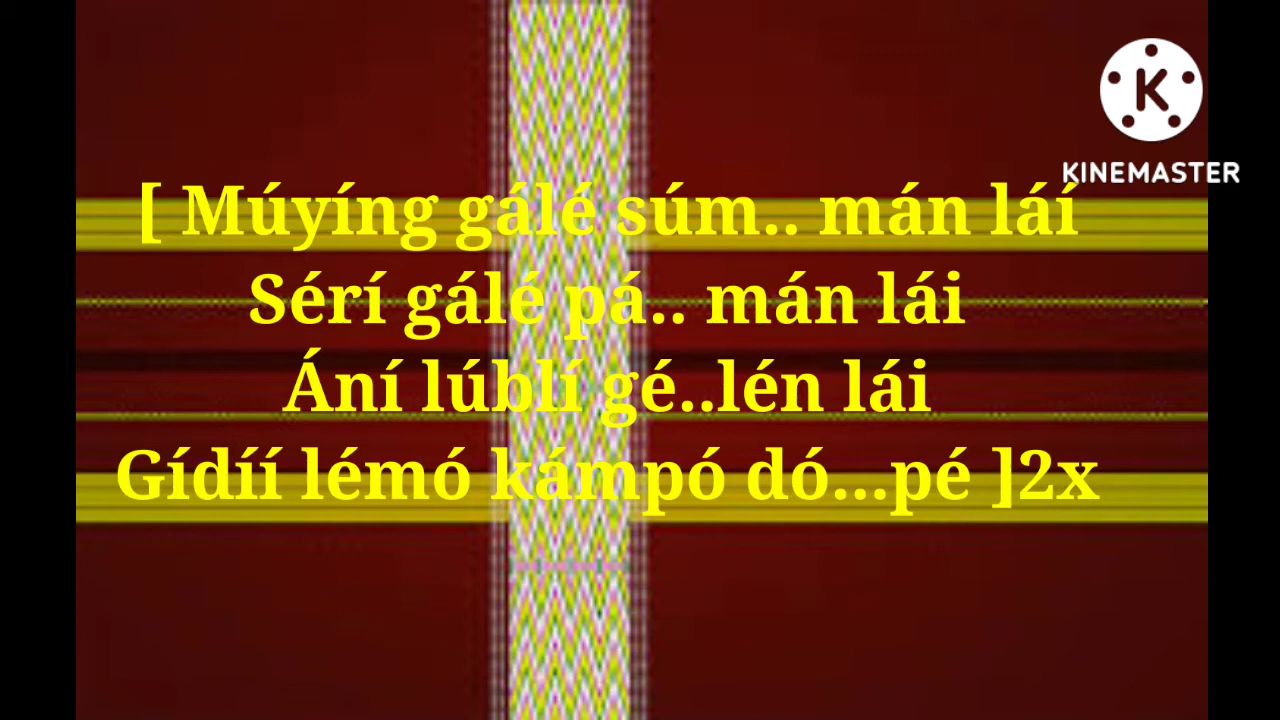 KINEMASTER
[ Múyíng gálé súm.. mán láí
Sérí gálé pá.. mán lái
Ání lúblí gé..lén lái
Gídíí lémó kámpó dó...pé ]2x